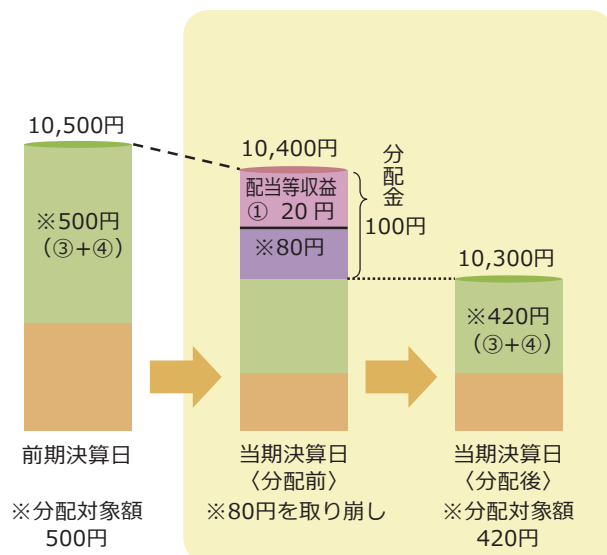 10,500円
※500円
（③+④）
前期決算日
※分配対象額
500円
10,400円
配当等収益
① 20円
※80円
分配金
100円
当期決算日
〈分配前〉
※80円を取り崩し
10,300円
※420円
（③+④）
当期決算日
〈分配後〉
※分配対象額
420円